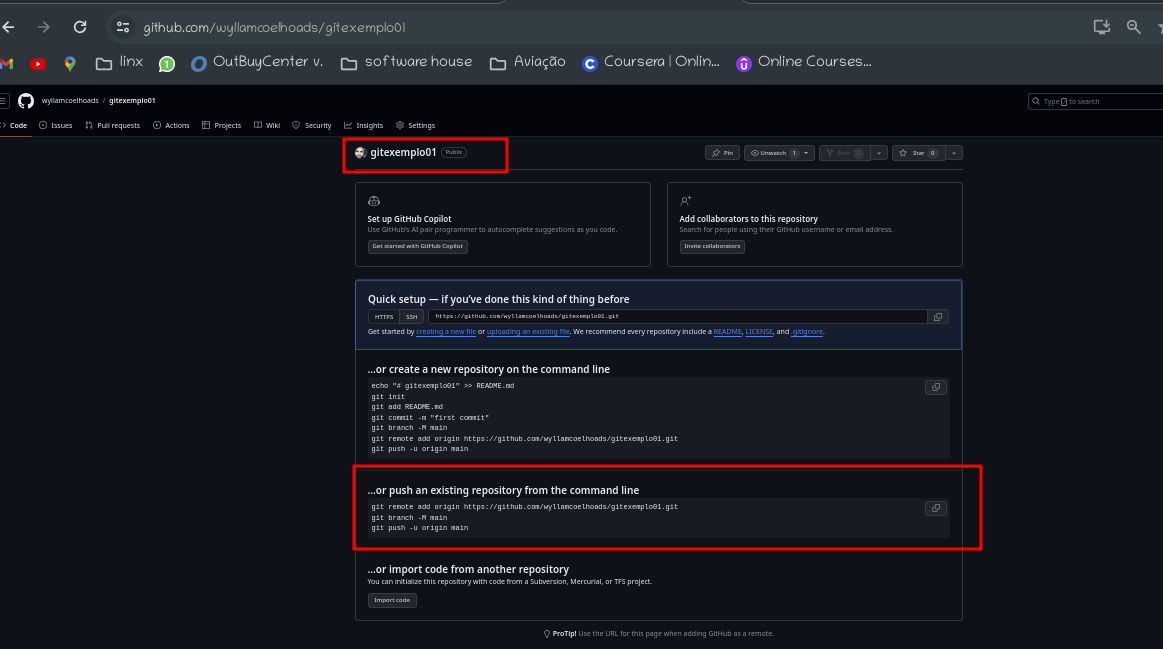 github.com/wyllamcoelhoads/gitexemplo01
linx
1
OutBuyCenter v.
software house
Aviação
Coursera | Onlin...
Online Courses...
wyllamcoelhoads / gitexemplo01
Type / to search
Code
Issues
Pull requests
Actions
Projects
Wiki
Security
Insights
Settings
gitexemplo01 Public
Pin
Unwatch 1
Fork 0
Star 0
Set up GitHub Copilot
Use GitHub's AI pair programmer to autocomplete suggestions as you code.
Get started with GitHub Copilot
Add collaborators to this repository
Search for people using their GitHub username or email address.
Invite collaborators
Quick setup — if you've done this kind of thing before
HTTPS SSH https://github.com/wyllamcoelhoads/gitexemplo01.git
Get started by creating a new file or uploading an existing file. We recommend every repository include a README, LICENSE, and .gitignore.
...or create a new repository on the command line
echo "# gitexemplo01" >> README.md
git init
git add README.md
git commit -m "first commit"
git branch -M main
git remote add origin https://github.com/wyllamcoelhoads/gitexemplo01.git
git push -u origin main
...or push an existing repository from the command line
git remote add origin https://github.com/wyllamcoelhoads/gitexemplo01.git
git branch -M main
git push -u origin main
...or import code from another repository
You can initialize this repository with code from a Subversion, Mercurial, or TFS project.
Import code
ProTip! Use the URL for this page when adding GitHub as a remote.